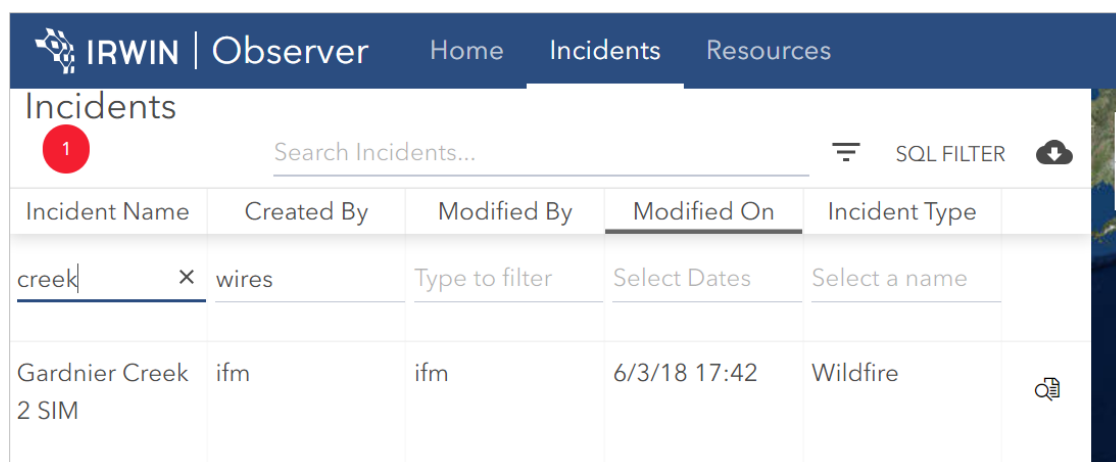 IRWIN | Observer Home Incidents Resources
Incidents
1 Search Incidents... SQL FILTER
Incident Name Created By Modified By Modified On Incident Type
creek × wires Type to filter Select Dates Select a name
Gardnier Creek ifm ifm 6/3/18 17:42 Wildfire
2 SIM